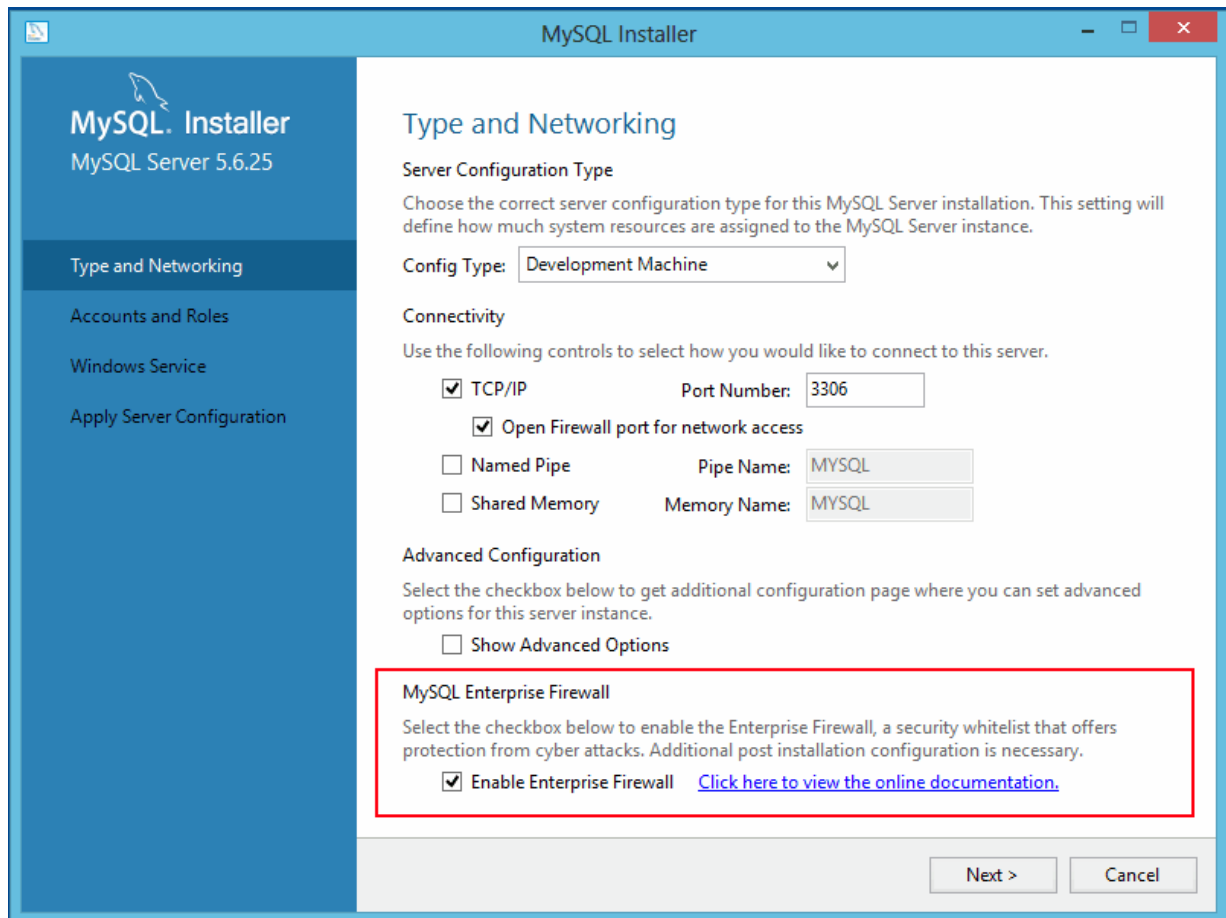 MySQL Installer
MySQL. Installer
MySQL Server 5.6.25
Type and Networking
Accounts and Roles
Windows Service
Apply Server Configuration
Type and Networking
Server Configuration Type
Choose the correct server configuration type for this MySQL Server installation. This setting will
define how much system resources are assigned to the MySQL Server instance.
Config Type: Development Machine
Connectivity
Use the following controls to select how you would like to connect to this server.
TCP/IP Port Number: 3306
Open Firewall port for network access
Named Pipe Pipe Name: MYSQL
Shared Memory Memory Name: MYSQL
Advanced Configuration
Select the checkbox below to get additional configuration page where you can set advanced
options for this server instance.
Show Advanced Options
MySQL Enterprise Firewall
Select the checkbox below to enable the Enterprise Firewall, a security whitelist that offers
protection from cyber attacks. Additional post installation configuration is necessary.
Enable Enterprise Firewall Click here to view the online documentation.
Next > Cancel